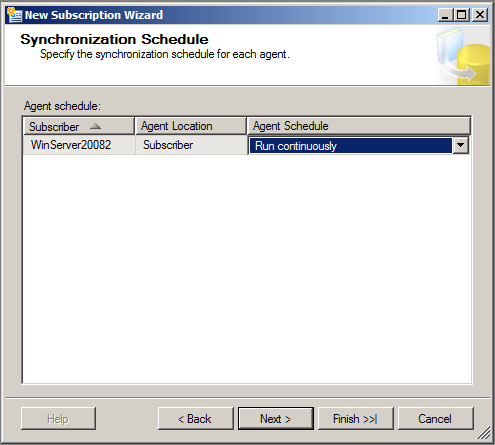 New Subscription Wizard
Synchronization Schedule
Specify the synchronization schedule for each agent.
Agent schedule:
Subscriber Agent Location Agent Schedule
WinServer20082 Subscriber Run continuously
Help < Back Next > Finish >>| Cancel